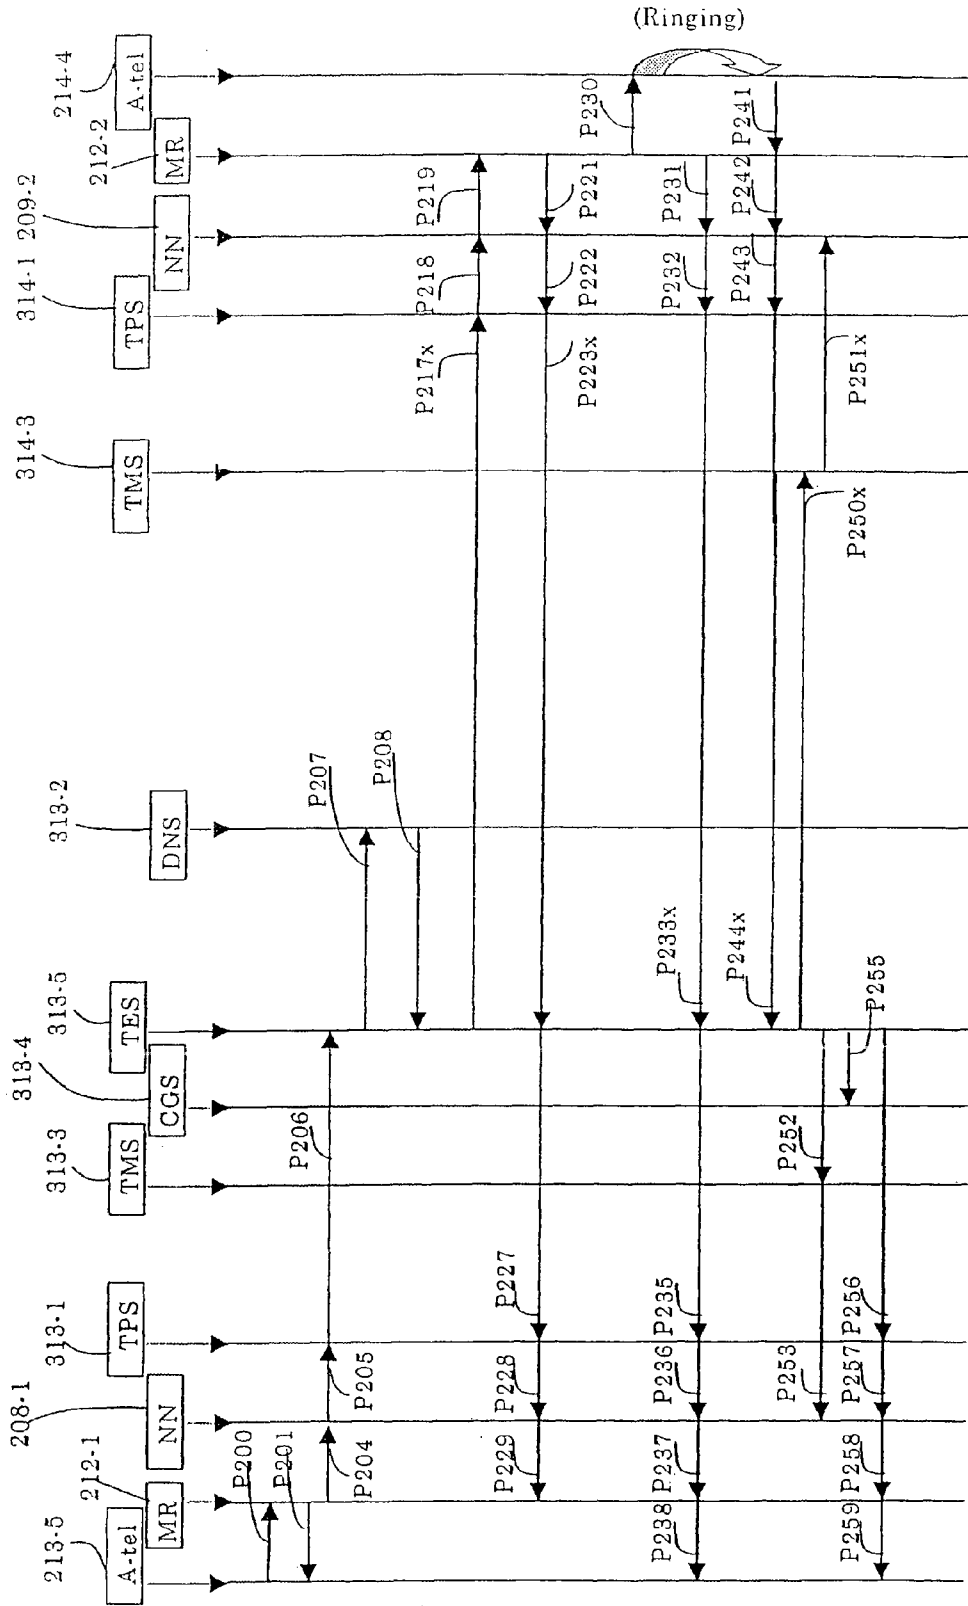 213-5
A-tel
212-1
MR
208-1
NN
313-1
TPS
313-3
TMS
313-4
CGS
313-5
TES
313-2
DNS
314-3
TMS
314-1
TPS
209-2
NN
212-2
MR
214-4
A-tel
P200
P201
P204
P205
P206
P207
P208
P217x
P218
P219
P229
P228
P227
P223x
P222
P221
P230
(Ringing)
P238
P237
P236
P235
P233x
P232
P231
P244x
P243
P242
P241
P250x
P251x
P253
P252
P255
P259
P258
P257
P256